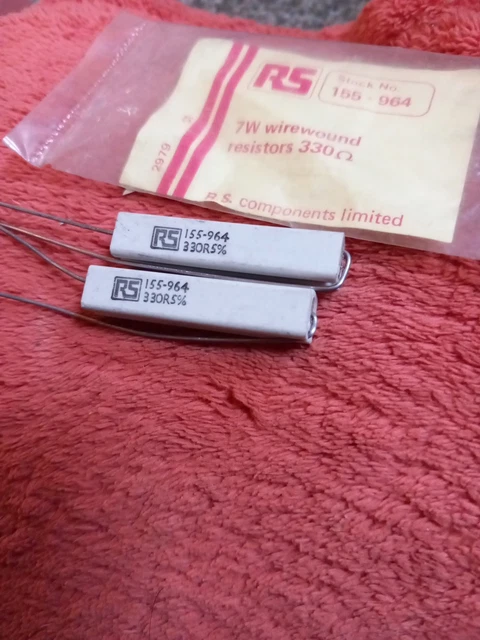 RS
Stock No.
155 - 964
7W wirewound
resistors 330Ω
2979
R.S. components limited
RS 155-964
330R5%
RS 155-964
330R5%